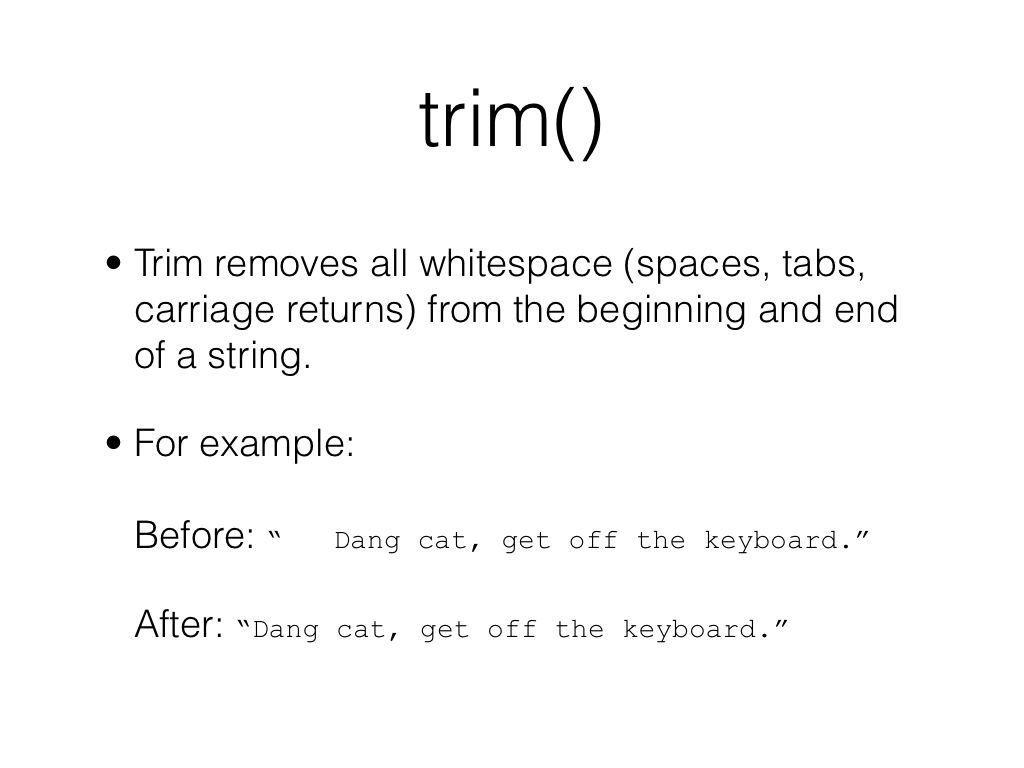 trim()
• Trim removes all whitespace (spaces, tabs,
carriage returns) from the beginning and end
of a string.
• For example:
Before: “   Dang cat, get off the keyboard.”
After: “Dang cat, get off the keyboard.”